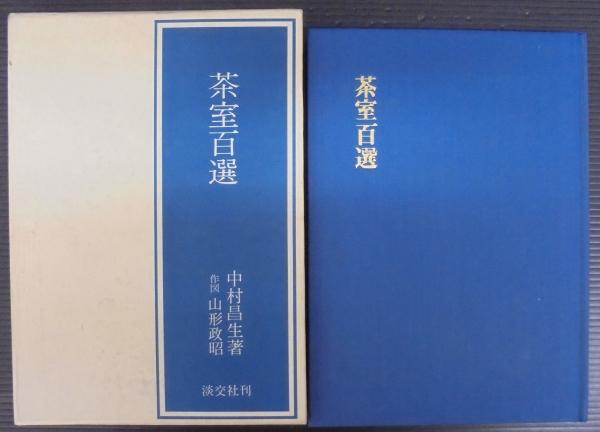 茶室百選
中村昌生著
作図 山形政昭
淡交社刊
茶室百選